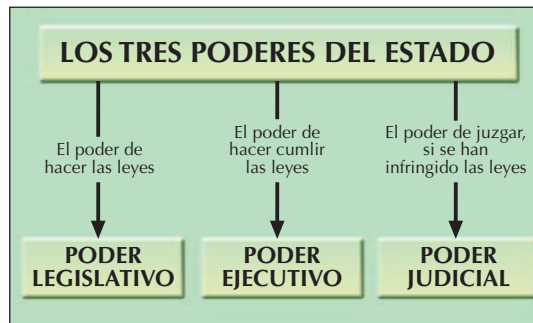 LOS TRES PODERES DEL ESTADO
El poder de
hacer las leyes
El poder de
hacer cumlir
las leyes
El poder de juzgar,
si se han
infringido las leyes
PODER
LEGISLATIVO
PODER
EJECUTIVO
PODER
JUDICIAL